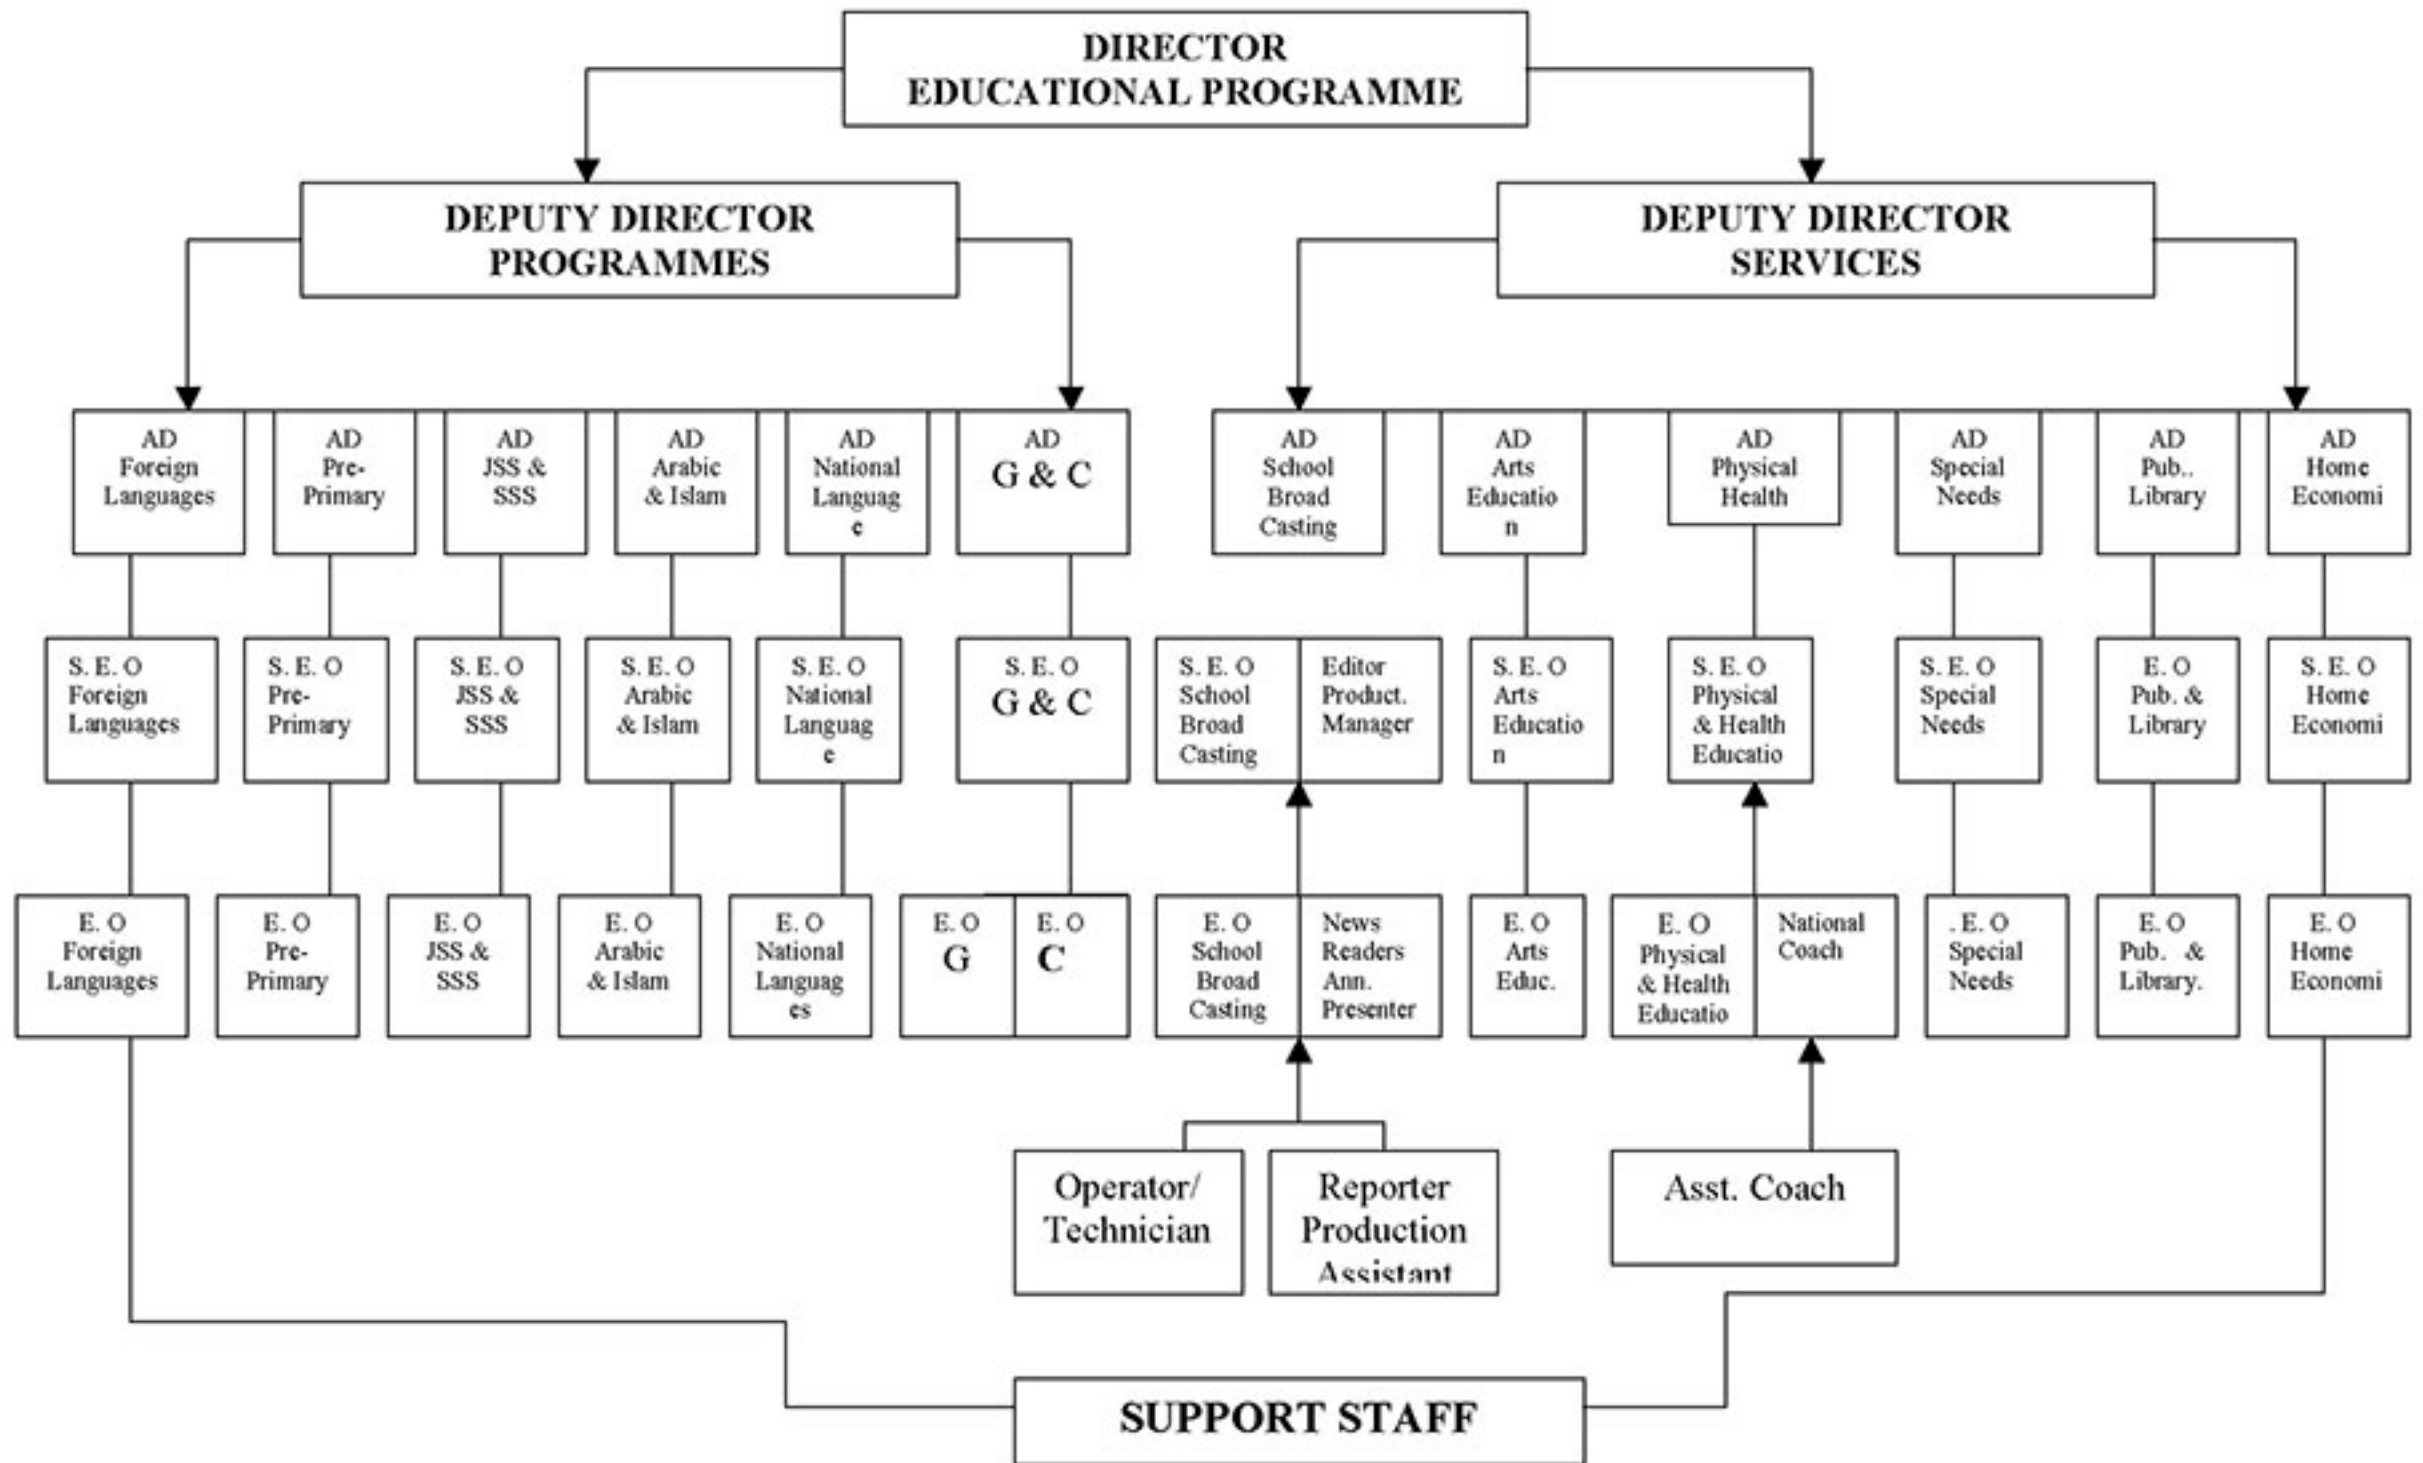 DIRECTOR
EDUCATIONAL PROGRAMME
DEPUTY DIRECTOR
PROGRAMMES
DEPUTY DIRECTOR
SERVICES
AD
Foreign
Languages
AD
Pre-
Primary
AD
JSS &
SSS
AD
Arabic
& Islam
AD
National
Languag
e
AD
G & C
AD
School
Broad
Casting
AD
Arts
Educatio
n
AD
Physical
Health
AD
Special
Needs
AD
Pub..
Library
AD
Home
Economi
S. E. O
Foreign
Languages
S. E. O
Pre-
Primary
S. E. O
JSS &
SSS
S. E. O
Arabic
& Islam
S. E. O
National
Languag
e
S. E. O
G & C
S. E. O
School
Broad
Casting
Editor
Product.
Manager
S. E. O
Arts
Educatio
n
S. E. O
Physical
& Health
Educatio
S. E. O
Special
Needs
E. O
Pub. &
Library
S. E. O
Home
Economi
E. O
Foreign
Languages
E. O
Pre-
Primary
E. O
JSS &
SSS
E. O
Arabic
& Islam
E. O
National
Languag
es
E. O
G
E. O
C
E. O
School
Broad
Casting
News
Readers
Ann.
Presenter
E. O
Arts
Educ.
E. O
Physical
& Health
Educatio
National
Coach
. E. O
Special
Needs
E. O
Pub. &
Library.
E. O
Home
Economi
Operator/
Technician
Reporter
Production
Assistant
Asst. Coach
SUPPORT STAFF